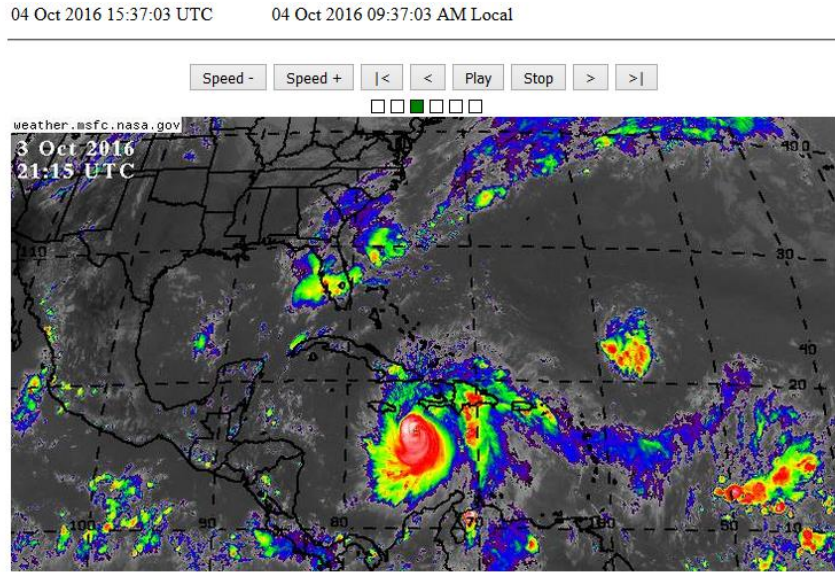 04 Oct 2016 15:37:03 UTC 04 Oct 2016 09:37:03 AM Local
Speed - Speed + |< < Play Stop > >|
weather.msfc.nasa.gov
3 Oct 2016
21:15 UTC
100
110 30
40
20
100 90 80 70 60 50 10